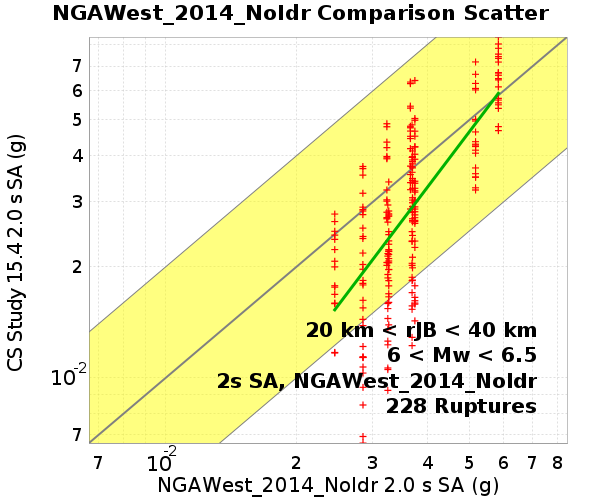 NGAWest_2014_NoIdr Comparison Scatter
CS Study 15.4 2.0 s SA (g)
7
6
5
4
3
2
10-2
7
20 km < rJB < 40 km
6 < Mw < 6.5
2s SA, NGAWest_2014_NoIdr
228 Ruptures
7 10-2 2 3 4 5 6 7 8
NGAWest_2014_NoIdr 2.0 s SA (g)